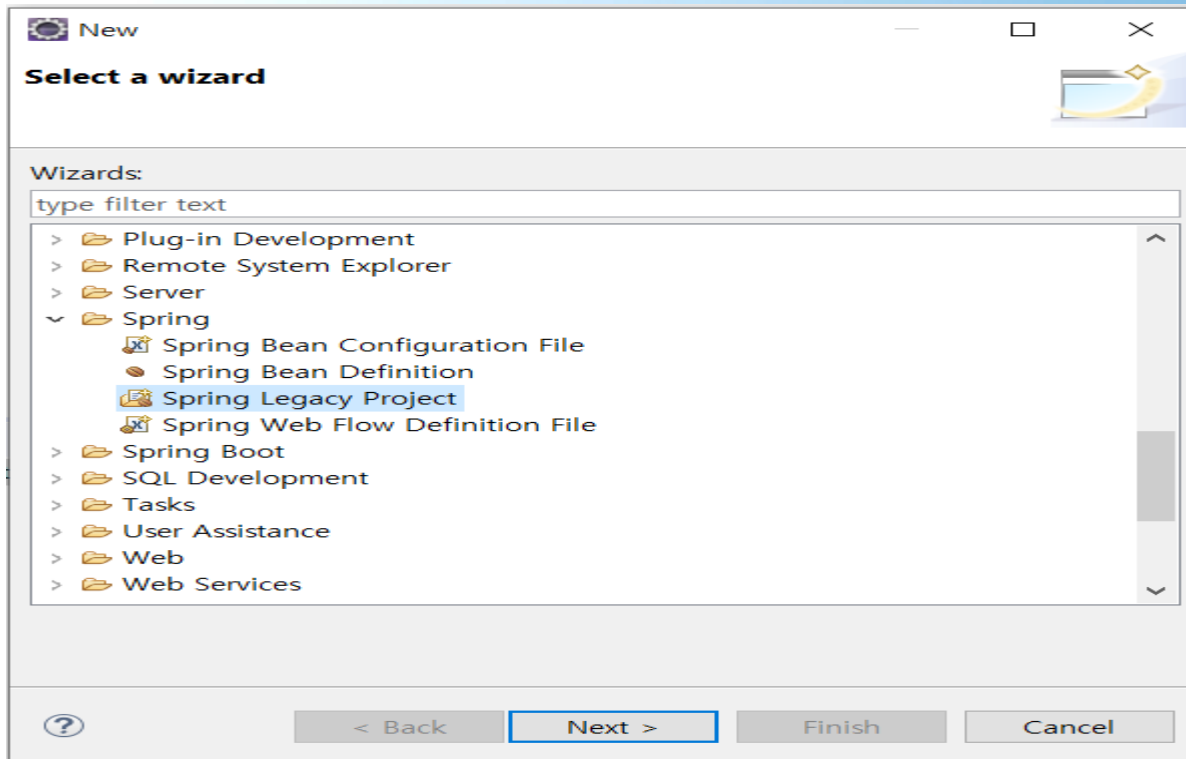 New
Select a wizard
Wizards:
type filter text
Plug-in Development
Remote System Explorer
Server
Spring
Spring Bean Configuration File
Spring Bean Definition
Spring Legacy Project
Spring Web Flow Definition File
Spring Boot
SQL Development
Tasks
User Assistance
Web
Web Services
? < Back Next > Finish Cancel